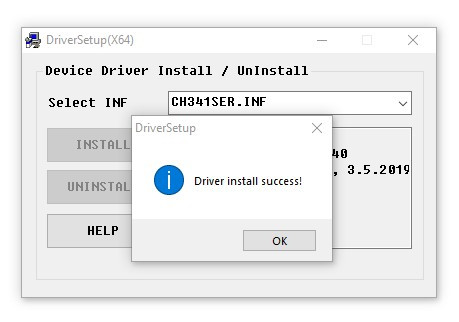 DriverSetup(X64)
Device Driver Install / UnInstall
Select INF
CH341SER.INF
DriverSetup
INSTALL
40
, 3.5.2019
Driver install success!
HELP
OK